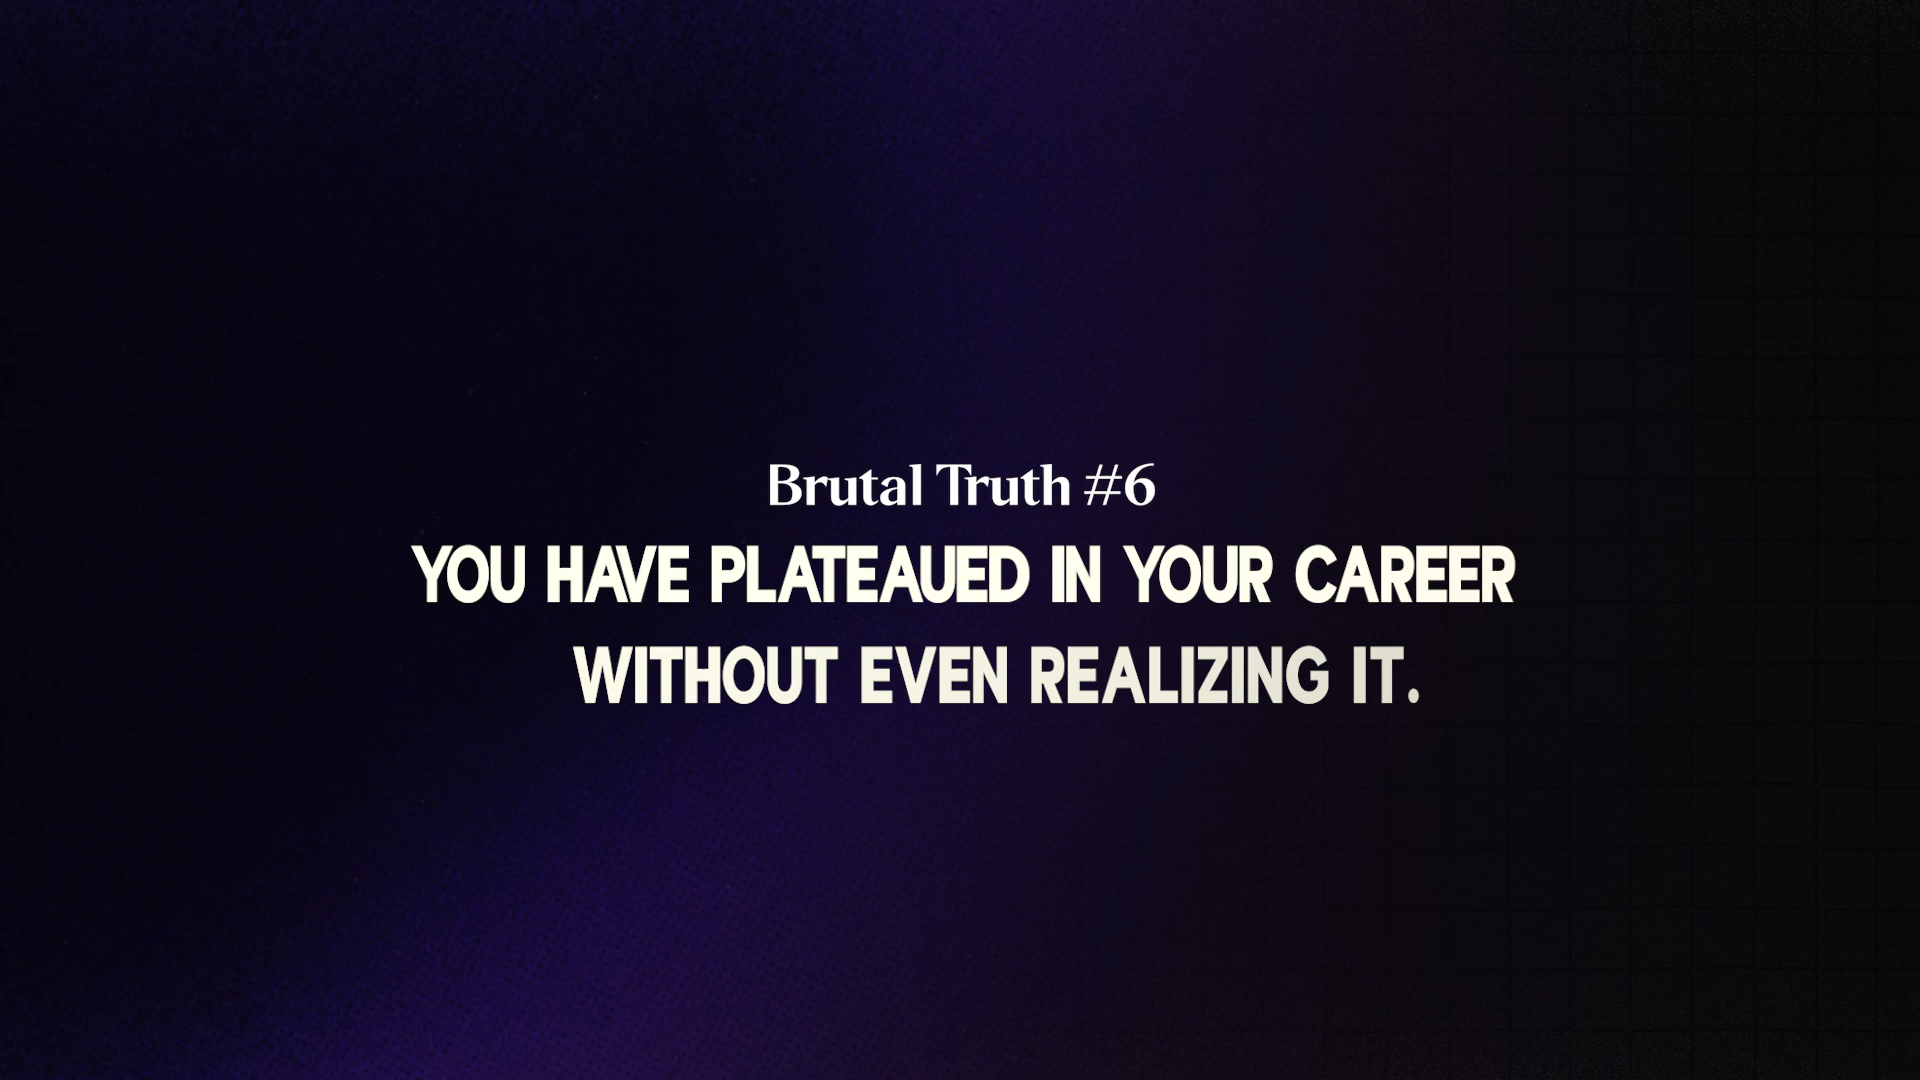 Brutal Truth #6
YOU HAVE PLATEAUED IN YOUR CAREER
WITHOUT EVEN REALIZING IT.